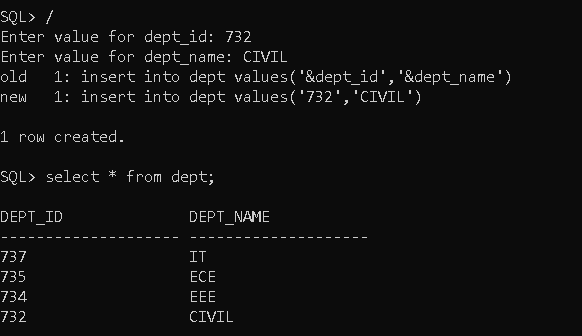 SQL> /
Enter value for dept_id: 732
Enter value for dept_name: CIVIL
old   1: insert into dept values('&dept_id','&dept_name')
new   1: insert into dept values('732','CIVIL')
1 row created.
SQL> select * from dept;
DEPT_ID              DEPT_NAME
-------------------- --------------------
737                  IT
735                  ECE
734                  EEE
732                  CIVIL